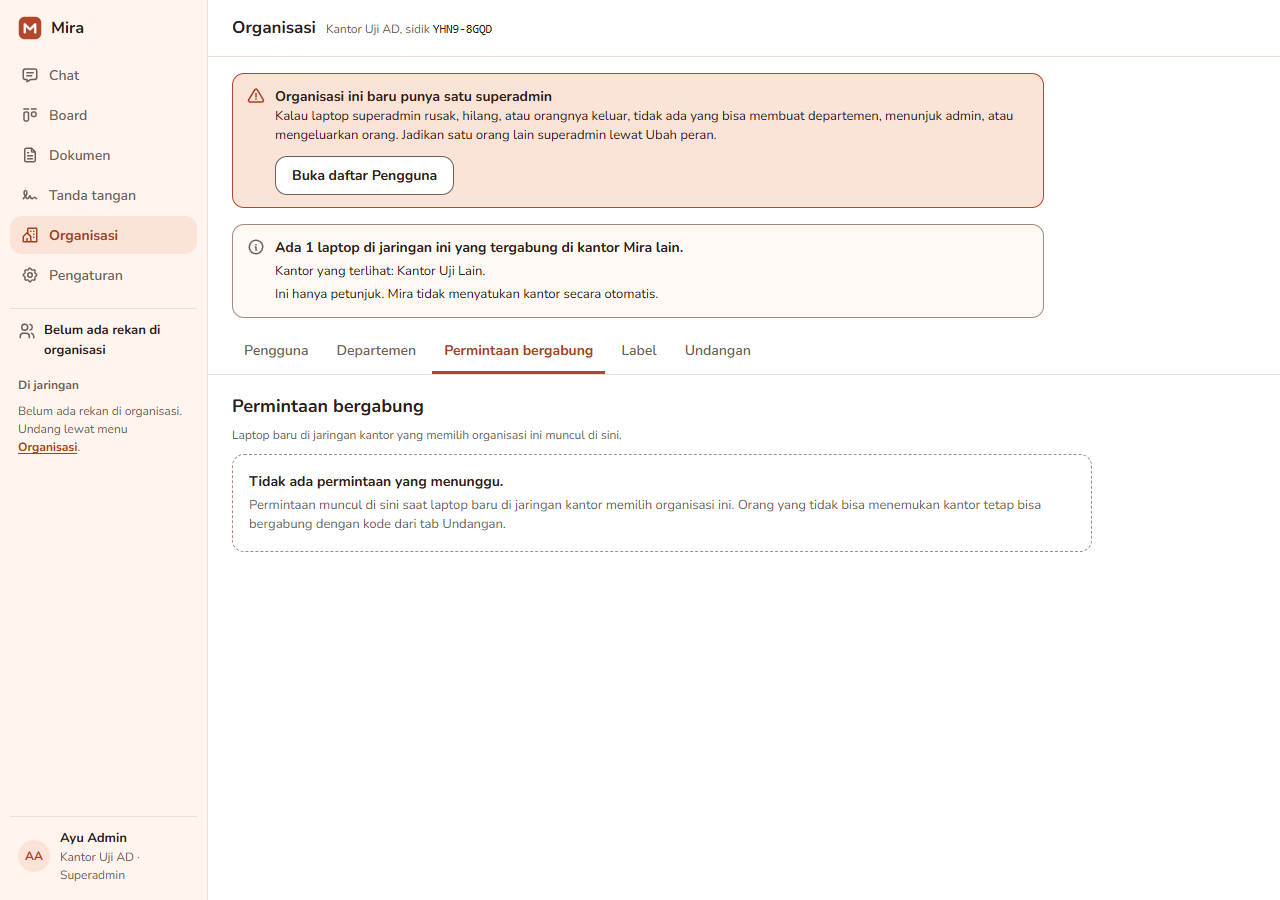 Mira
Chat
Board
Dokumen
Tanda tangan
Organisasi
Pengaturan
Belum ada rekan di
organisasi
Di jaringan
Belum ada rekan di organisasi.
Undang lewat menu
Organisasi.
AA
Ayu Admin
Kantor Uji AD ·
Superadmin
Organisasi Kantor Uji AD, sidik YHN9-8GQD
Organisasi ini baru punya satu superadmin
Kalau laptop superadmin rusak, hilang, atau orangnya keluar, tidak ada yang bisa membuat departemen, menunjuk admin, atau
mengeluarkan orang. Jadikan satu orang lain superadmin lewat Ubah peran.
Buka daftar Pengguna
Ada 1 laptop di jaringan ini yang tergabung di kantor Mira lain.
Kantor yang terlihat: Kantor Uji Lain.
Ini hanya petunjuk. Mira tidak menyatukan kantor secara otomatis.
Pengguna Departemen Permintaan bergabung Label Undangan
Permintaan bergabung
Laptop baru di jaringan kantor yang memilih organisasi ini muncul di sini.
Tidak ada permintaan yang menunggu.
Permintaan muncul di sini saat laptop baru di jaringan kantor memilih organisasi ini. Orang yang tidak bisa menemukan kantor tetap bisa
bergabung dengan kode dari tab Undangan.